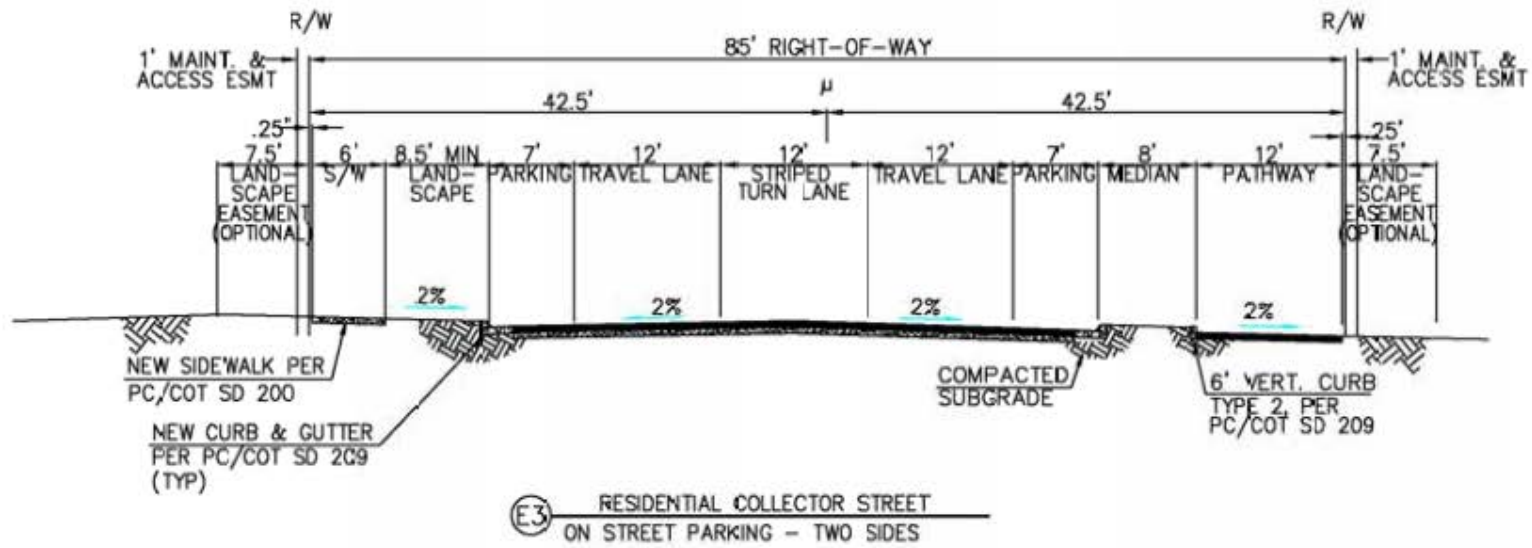 R/W
R/W
85' RIGHT-OF-WAY
1' MAINT. &
ACCESS ESMT
1' MAINT. &
ACCESS ESMT
µ
42.5'
42.5'
.25'
.25'
7.5'
LAND-
SCAPE
EASEMENT
(OPTIONAL)
6'
S/W
8.5' MIN
LAND-
SCAPE
7'
PARKING
12'
TRAVEL LANE
12'
STRIPED
TURN LANE
12'
TRAVEL LANE
7'
PARKING
8'
MEDIAN
12'
PATHWAY
7.5'
LAND-
SCAPE
EASEMENT
(OPTIONAL)
2%
2%
2%
2%
NEW SIDEWALK PER
PC/COT SD 200
NEW CURB & GUTTER
PER PC/COT SD 209
(TYP)
COMPACTED
SUBGRADE
6' VERT. CURB
TYPE 2, PER
PC/COT SD 209
E3
RESIDENTIAL COLLECTOR STREET
ON STREET PARKING - TWO SIDES